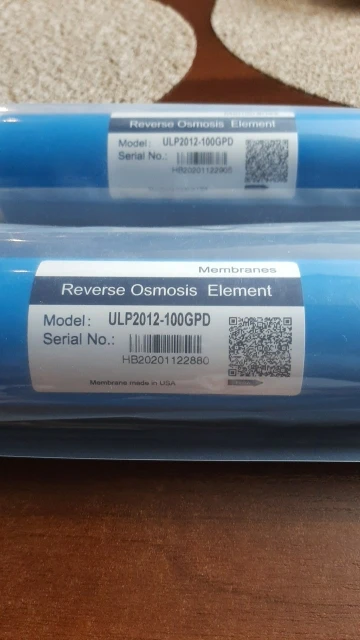 Reverse Osmosis Element
Model: ULP2012-100GPD
Serial No.:
Membranes
Reverse Osmosis Element
Model: ULP2012-100GPD
Serial No.:
HB20201122880
Membrane made in USA